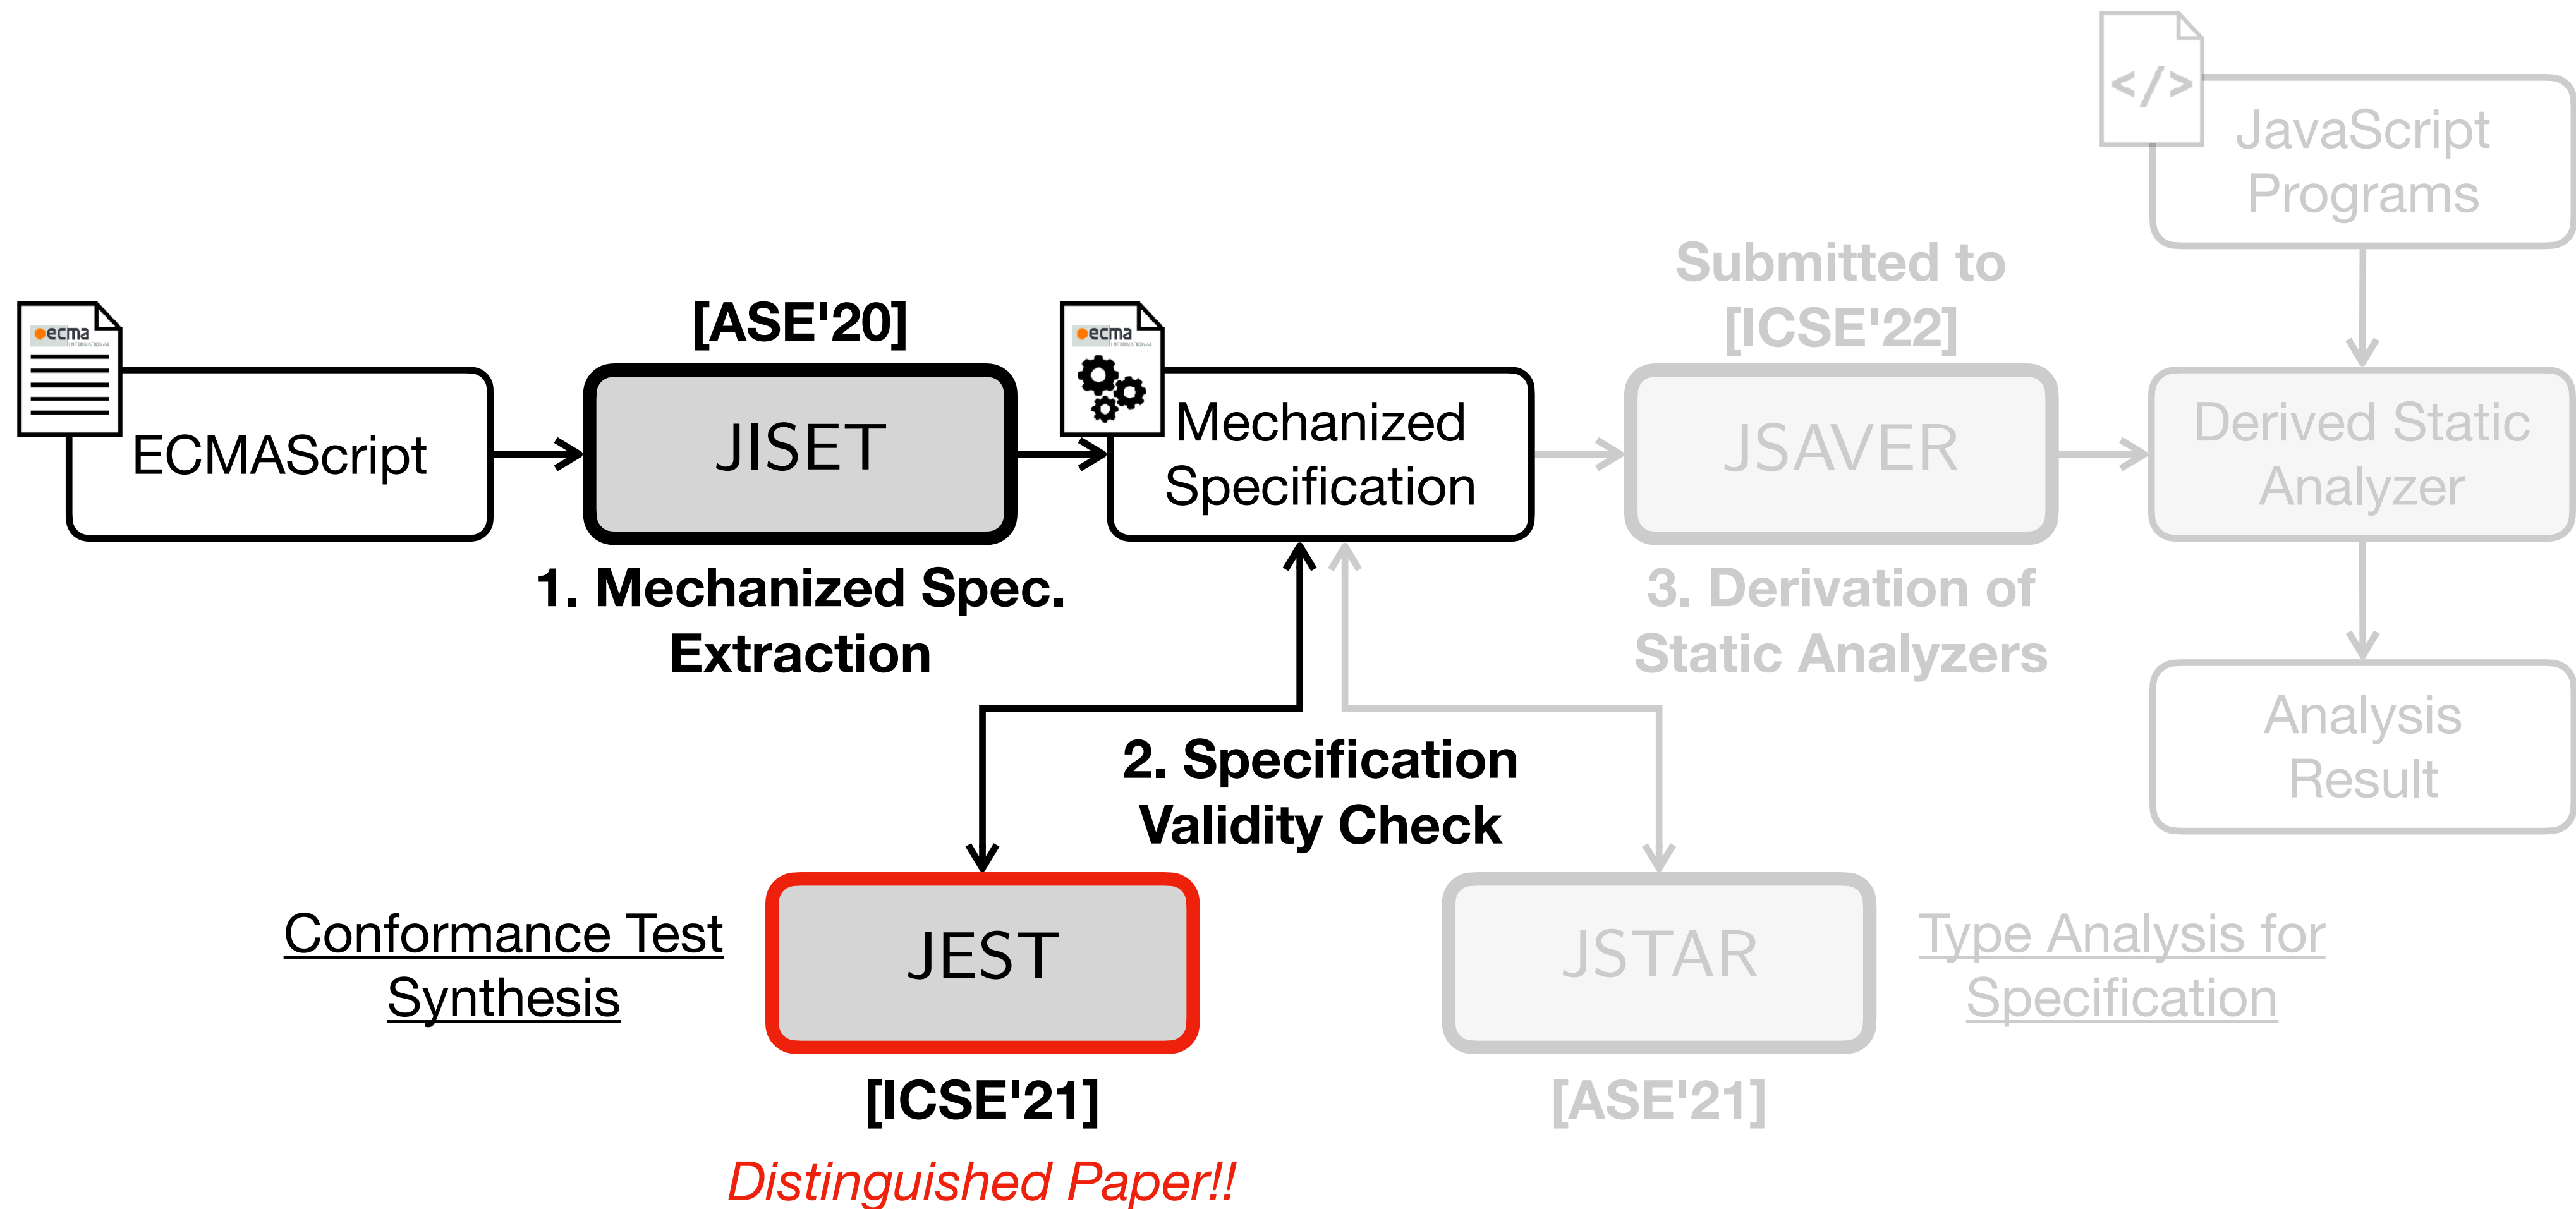 </>
JavaScript
Programs
Submitted to
[ICSE'22]
[ASE'20]
ecma
ecma
ECMAScript
JISET
Mechanized
Specification
JSAVER
Derived Static
Analyzer
1. Mechanized Spec.
Extraction
3. Derivation of
Static Analyzers
Analysis
Result
2. Specification
Validity Check
Conformance Test
Synthesis
JEST
JSTAR
Type Analysis for
Specification
[ICSE'21]
[ASE'21]
Distinguished Paper!!